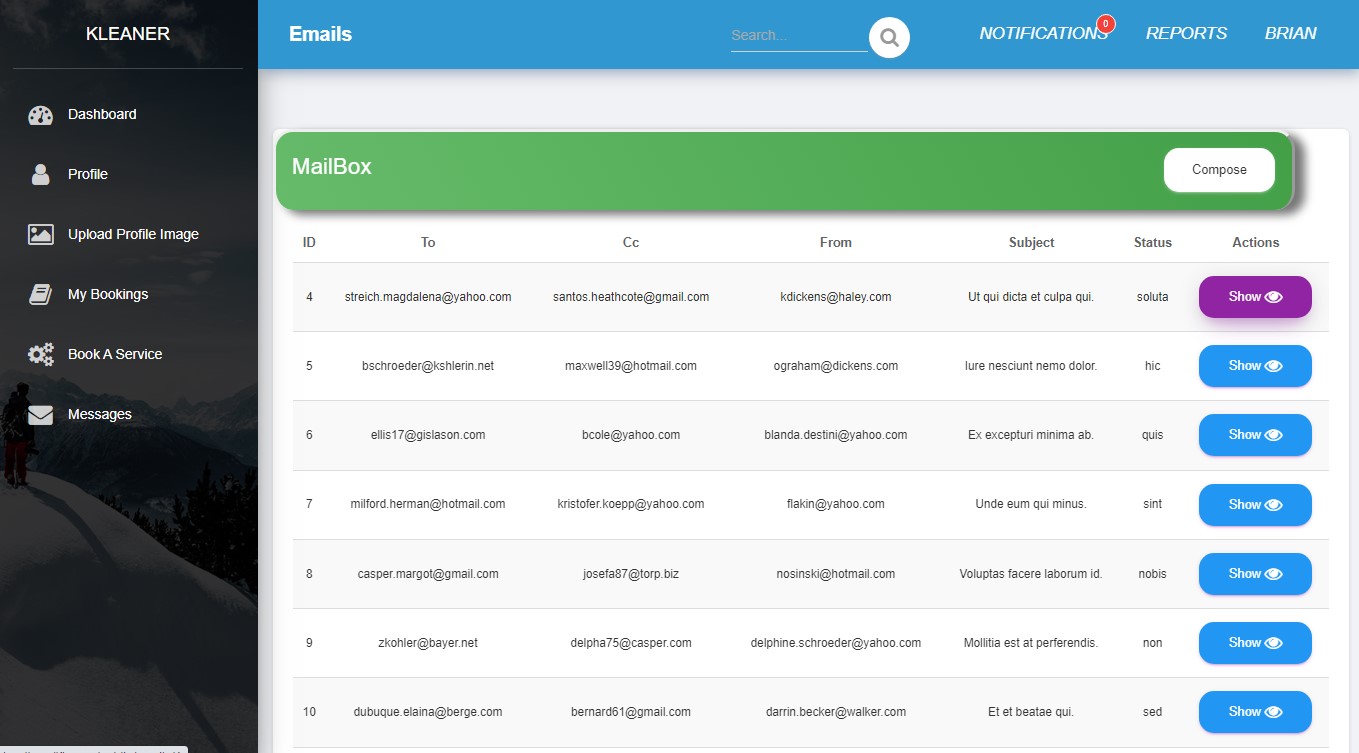 KLEANER
Emails
Search...
NOTIFICATIONS 0
REPORTS
BRIAN
Dashboard
Profile
Upload Profile Image
My Bookings
Book A Service
Messages
MailBox
Compose
ID To Cc From Subject Status Actions
4 streich.magdalena@yahoo.com santos.heathcote@gmail.com kdickens@haley.com Ut qui dicta et culpa qui. soluta Show
5 bschroeder@kshlerin.net maxwell39@hotmail.com ograham@dickens.com Iure nesciunt nemo dolor. hic Show
6 ellis17@gislason.com bcole@yahoo.com blanda.destini@yahoo.com Ex excepturi minima ab. quis Show
7 milford.herman@hotmail.com kristofer.koepp@yahoo.com flakin@yahoo.com Unde eum qui minus. sint Show
8 casper.margot@gmail.com josefa87@torp.biz nosinski@hotmail.com Voluptas facere laborum id. nobis Show
9 zkohler@bayer.net delpha75@casper.com delphine.schroeder@yahoo.com Mollitia est at perferendis. non Show
10 dubuque.elaina@berge.com bernard61@gmail.com darrin.becker@walker.com Et et beatae qui. sed Show